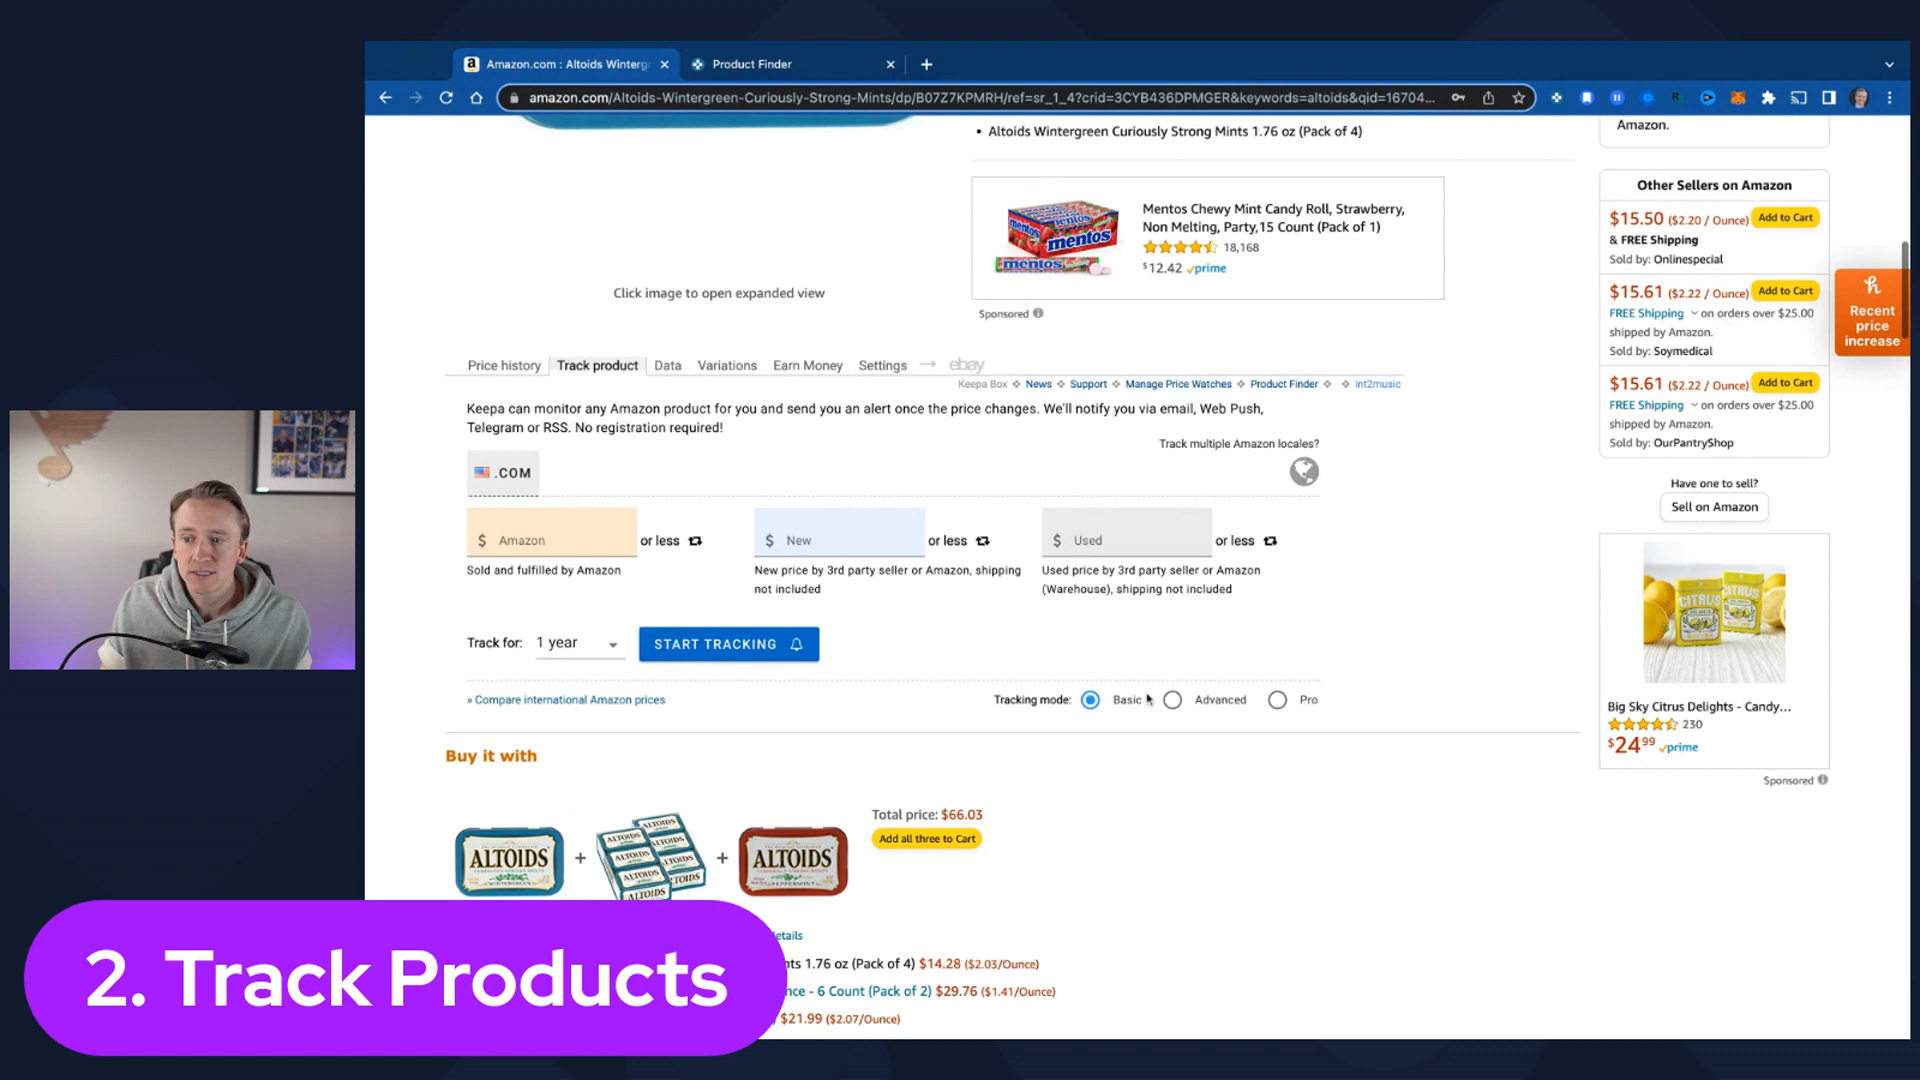 Amazon.com : Altoids Winterg
Product Finder
amazon.com/Altoids-Wintergreen-Curiously-Strong-Mints/dp/B07Z7KPMRH/ref=sr_1_4?crid=3CYB436DPMGER&keywords=altoids&qid=16704...
• Altoids Wintergreen Curiously Strong Mints 1.76 oz (Pack of 4)
Mentos Chewy Mint Candy Roll, Strawberry,
Non Melting, Party,15 Count (Pack of 1)
18,168
$12.42 prime
mentos
mentos
Click image to open expanded view
Sponsored
Price history Track product Data Variations Earn Money Settings → ebay
Keepa Box News Support Manage Price Watches Product Finder int2music
Keepa can monitor any Amazon product for you and send you an alert once the price changes. We'll notify you via email, Web Push,
Telegram or RSS. No registration required!
Track multiple Amazon locales?
.COM
$ Amazon or less
$ New or less
$ Used or less
Sold and fulfilled by Amazon
New price by 3rd party seller or Amazon, shipping
not included
Used price by 3rd party seller or Amazon
(Warehouse), shipping not included
Track for: 1 year START TRACKING
» Compare international Amazon prices
Tracking mode: Basic Advanced Pro
Buy it with
ALTOIDS
WINTERGREEN
+
ALTOIDS
ALTOIDS
ALTOIDS
ALTOIDS
ALTOIDS
ALTOIDS
+
ALTOIDS
PEPPERMINT
Total price: $66.03
Add all three to Cart
details
nts 1.76 oz (Pack of 4) $14.28 ($2.03/Ounce)
nce - 6 Count (Pack of 2) $29.76 ($1.41/Ounce)
$21.99 ($2.07/Ounce)
Amazon.
Other Sellers on Amazon
$15.50 ($2.20 / Ounce) Add to Cart
& FREE Shipping
Sold by: Onlinespecial
$15.61 ($2.22 / Ounce) Add to Cart
FREE Shipping on orders over $25.00
shipped by Amazon.
Sold by: Soymedical
$15.61 ($2.22 / Ounce) Add to Cart
FREE Shipping on orders over $25.00
shipped by Amazon.
Sold by: OurPantryShop
Have one to sell?
Sell on Amazon
CITRUS
CITRUS
Big Sky Citrus Delights - Candy...
230
$24.99 prime
Sponsored
Recent
price
increase
2. Track Products